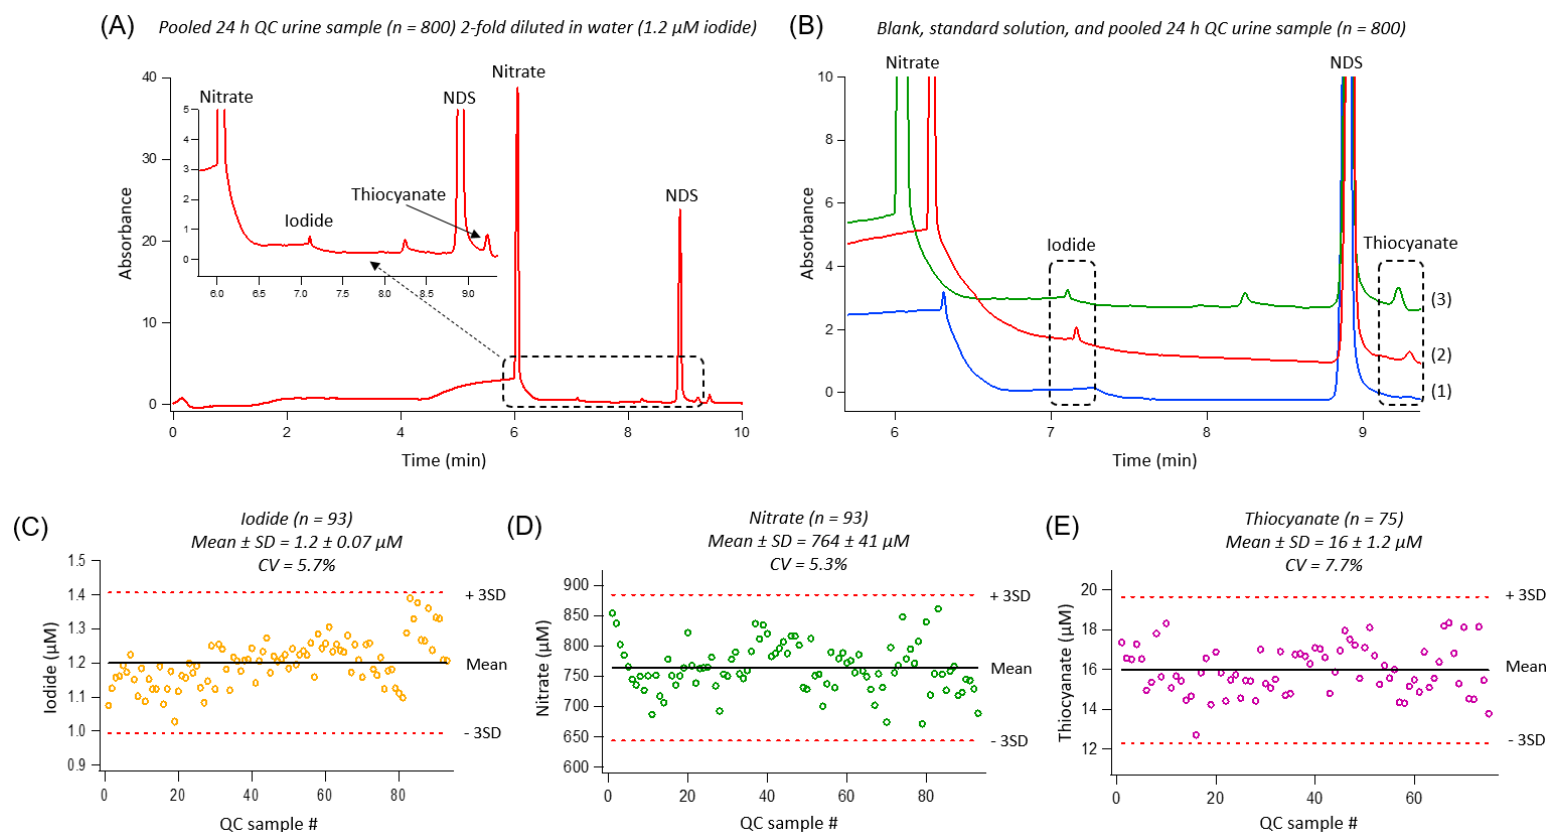 (A) Pooled 24 h QC urine sample (n = 800) 2-fold diluted in water (1.2 µM iodide)
Nitrate
NDS
Absorbance
40
30
20
10
0
0 2 4 6 8 10
Time (min)
Nitrate
NDS
Thiocyanate
Iodide
5
4
3
2
1
0
6.0 6.5 7.0 7.5 8.0 8.5 9.0
(B) Blank, standard solution, and pooled 24 h QC urine sample (n = 800)
Nitrate
NDS
Iodide
Thiocyanate
(3)
(2)
(1)
Absorbance
10
8
6
4
2
0
6 7 8 9
Time (min)
(C) Iodide (n = 93)
Mean ± SD = 1.2 ± 0.07 µM
CV = 5.7%
Iodide (µM)
1.5
1.4
1.3
1.2
1.1
1.0
0.9
+ 3SD
Mean
- 3SD
0 20 40 60 80
QC sample #
(D) Nitrate (n = 93)
Mean ± SD = 764 ± 41 µM
CV = 5.3%
Nitrate (µM)
900
850
800
750
700
650
600
+ 3SD
Mean
- 3SD
0 20 40 60 80
QC sample #
(E) Thiocyanate (n = 75)
Mean ± SD = 16 ± 1.2 µM
CV = 7.7%
Thiocyanate (µM)
20
18
16
14
12
+ 3SD
Mean
- 3SD
0 20 40 60
QC sample #